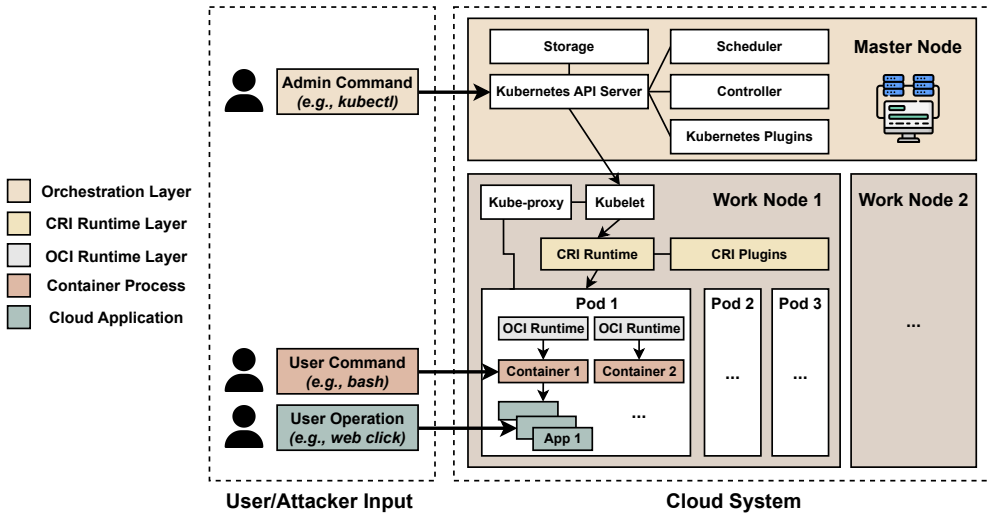 Orchestration Layer
CRI Runtime Layer
OCI Runtime Layer
Container Process
Cloud Application
Admin Command
(e.g., kubectl)
User Command
(e.g., bash)
User Operation
(e.g., web click)
User/Attacker Input
Master Node
Storage
Kubernetes API Server
Scheduler
Controller
Kubernetes Plugins
Work Node 1
Kube-proxy
Kubelet
CRI Runtime
CRI Plugins
Pod 1
OCI Runtime
OCI Runtime
Container 1
Container 2
App 1
...
Pod 2
...
Pod 3
...
Work Node 2
...
Cloud System